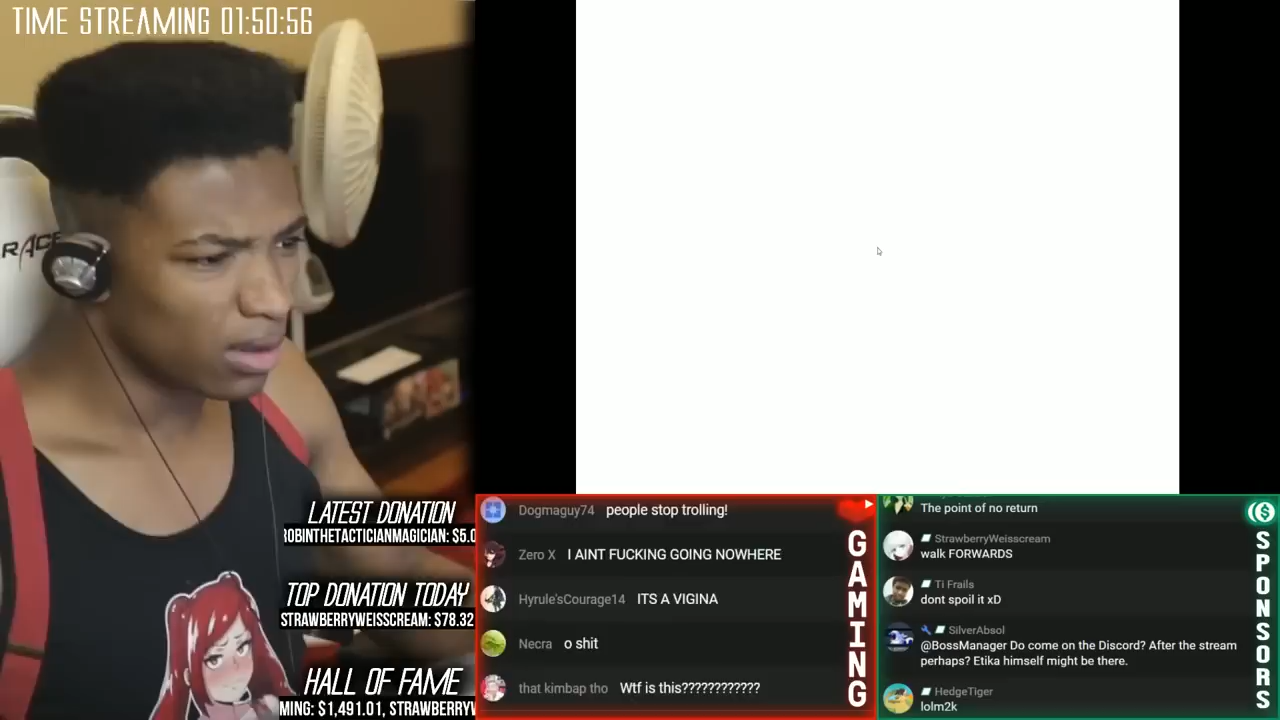 TIME STREAMING 01:50:56
RACE
LATEST DONATION
ROBINTHETACTICIANMAGICIAN: $5.0
TOP DONATION TODAY
STRAWBERRYWEISSCREAM: $78.32
HALL OF FAME
MING: $1,491.01, STRAWBERRYW
Dogmaguy74 people stop trolling!
Zero X I AINT FUCKING GOING NOWHERE
Hyrule'sCourage14 ITS A VIGINA
Necra o shit
that kimbap tho Wtf is this????????????
GAMING
The point of no return
StrawberryWeisscream
walk FORWARDS
Ti Frails
dont spoil it xD
SilverAbsol
@BossManager Do come on the Discord? After the stream
perhaps? Etika himself might be there.
HedgeTiger
lolm2k
SPONSORS